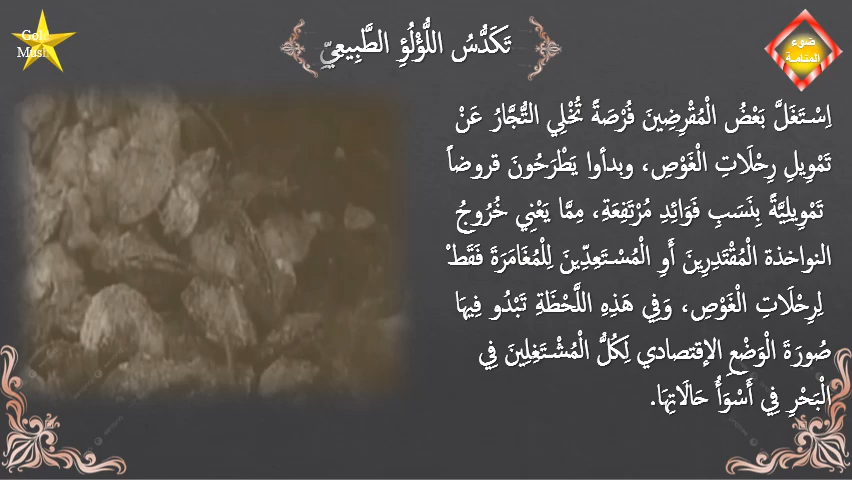 تَكَدُّسُ اللُّؤْلُؤِ الطَّبِيعِيِّ
ضوء
المنامة
Gold
Music
اِسْتَغَلَّ بَعْضُ الْمُقْرِضِينَ فُرْصَةً تُخْلِي التُّجَّارُ عَنْ
تَمْوِيلِ رِحْلَاتِ الْغَوْصِ، وبدأوا يَطْرَحُونَ قروضاً
تَمْوِيلِيَّةً بِنَسَبِ فَوَائِدِ مُرْتَفِعَةِ، مِمَّا يَعْنِي خُرُوجُ
النواخذة الْمُقْتَدِرِينَ أَوِ الْمُسْتَعِدِّينَ لِلْمُغَامَرَةَ فَقَطْ
لِرِحْلَاتِ الْغَوْصِ، وَفِي هَذِهِ اللَّحْظَةِ تَبْدُو فِيهَا
صُورَةَ الْوَضْعِ الإقتصادي لِكُلُّ الْمُشْتَغِلِينَ فِي
الْبَحْرِ فِي أَسْوَأُ حَالَاتِهَا.